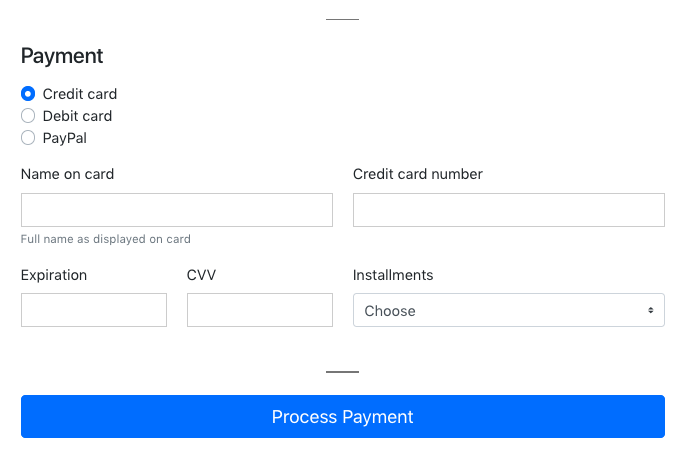 Payment
Credit card
Debit card
PayPal
Name on card
Credit card number
Full name as displayed on card
Expiration
CVV
Installments
Choose
Process Payment